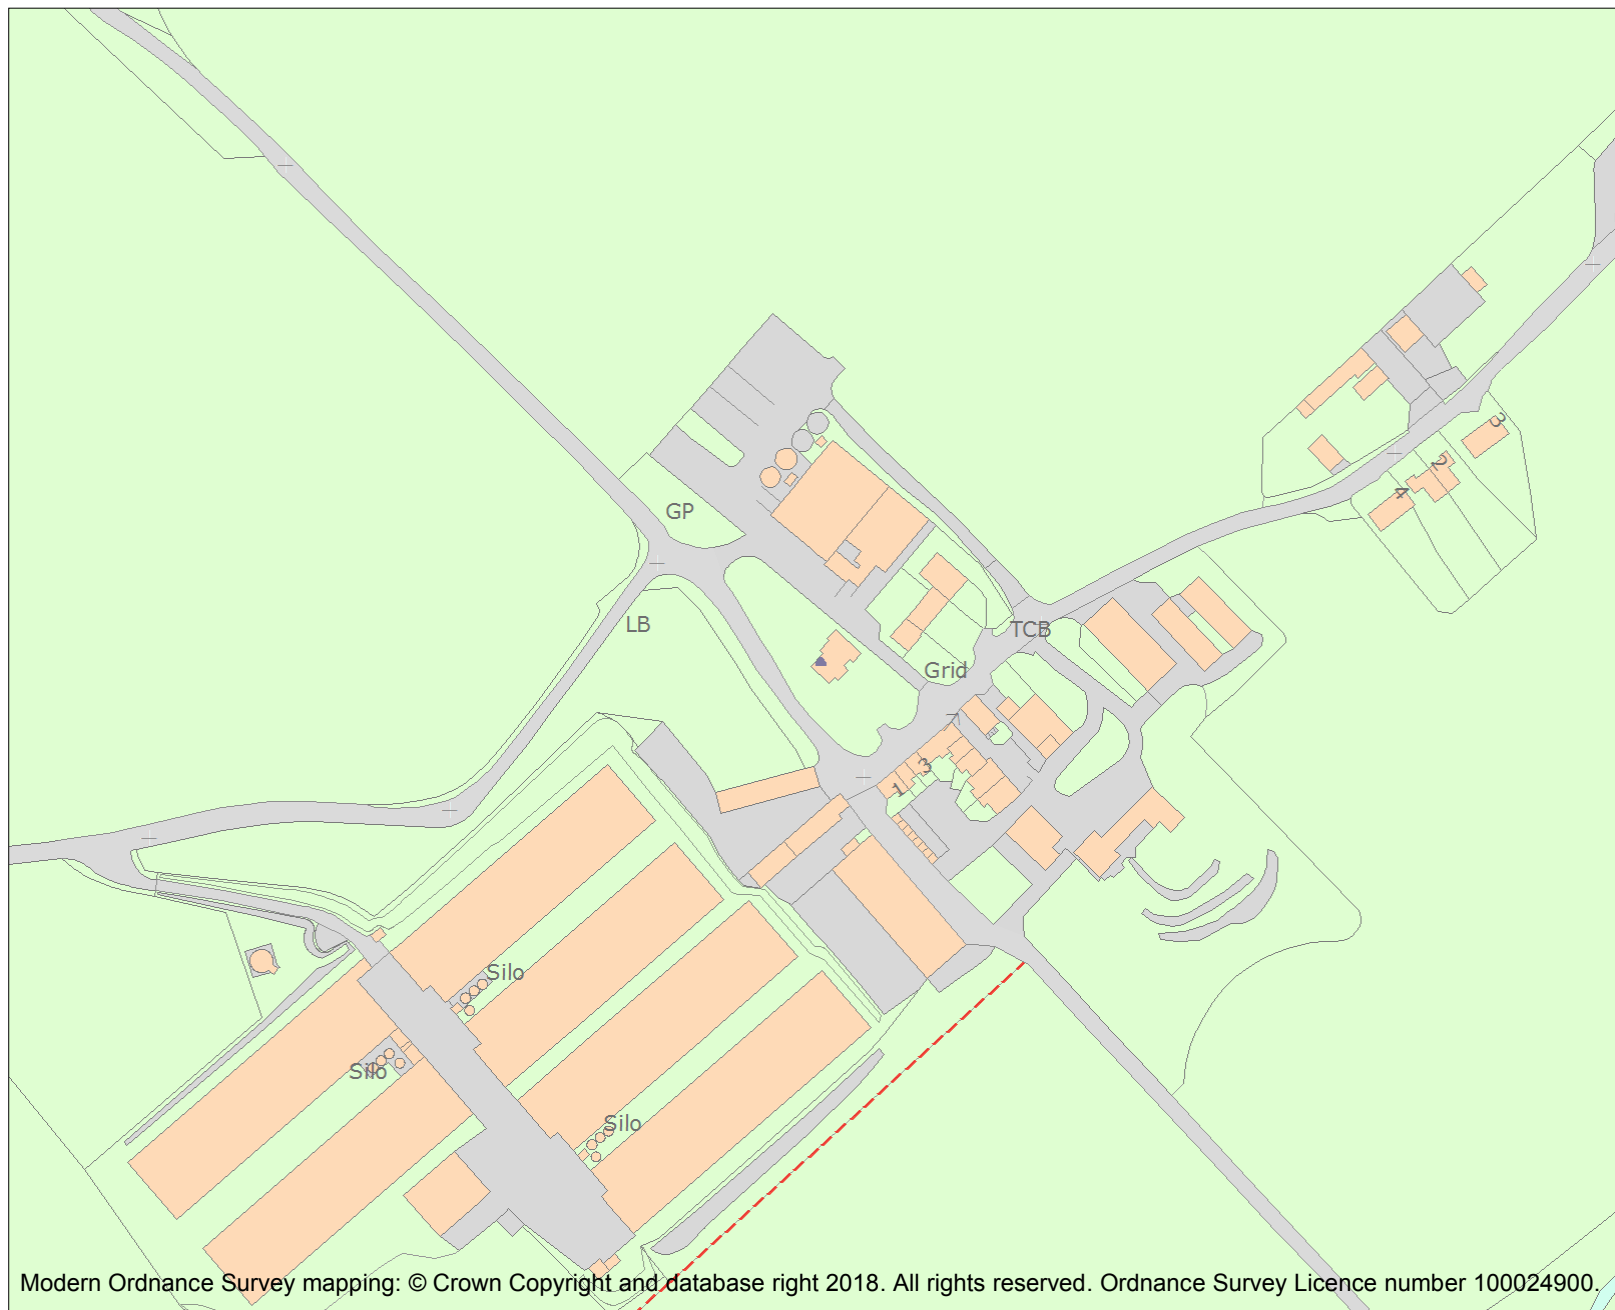 3
2
4
GP
LB
TCB
Grid
7
3
1
Silo
Silo
Silo
Modern Ordnance Survey mapping: © Crown Copyright and database right 2018. All rights reserved. Ordnance Survey Licence number 100024900.